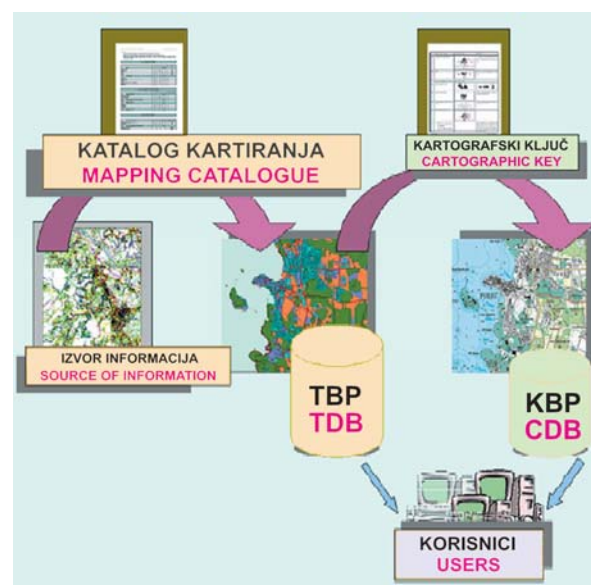 KATALOG KARTIRANJA
MAPPING CATALOGUE
KARTOGRAFSKI KLJUČ
CARTOGRAPHIC KEY
IZVOR INFORMACIJA
SOURCE OF INFORMATION
TBP
TDB
KBP
CDB
KORISNICI
USERS